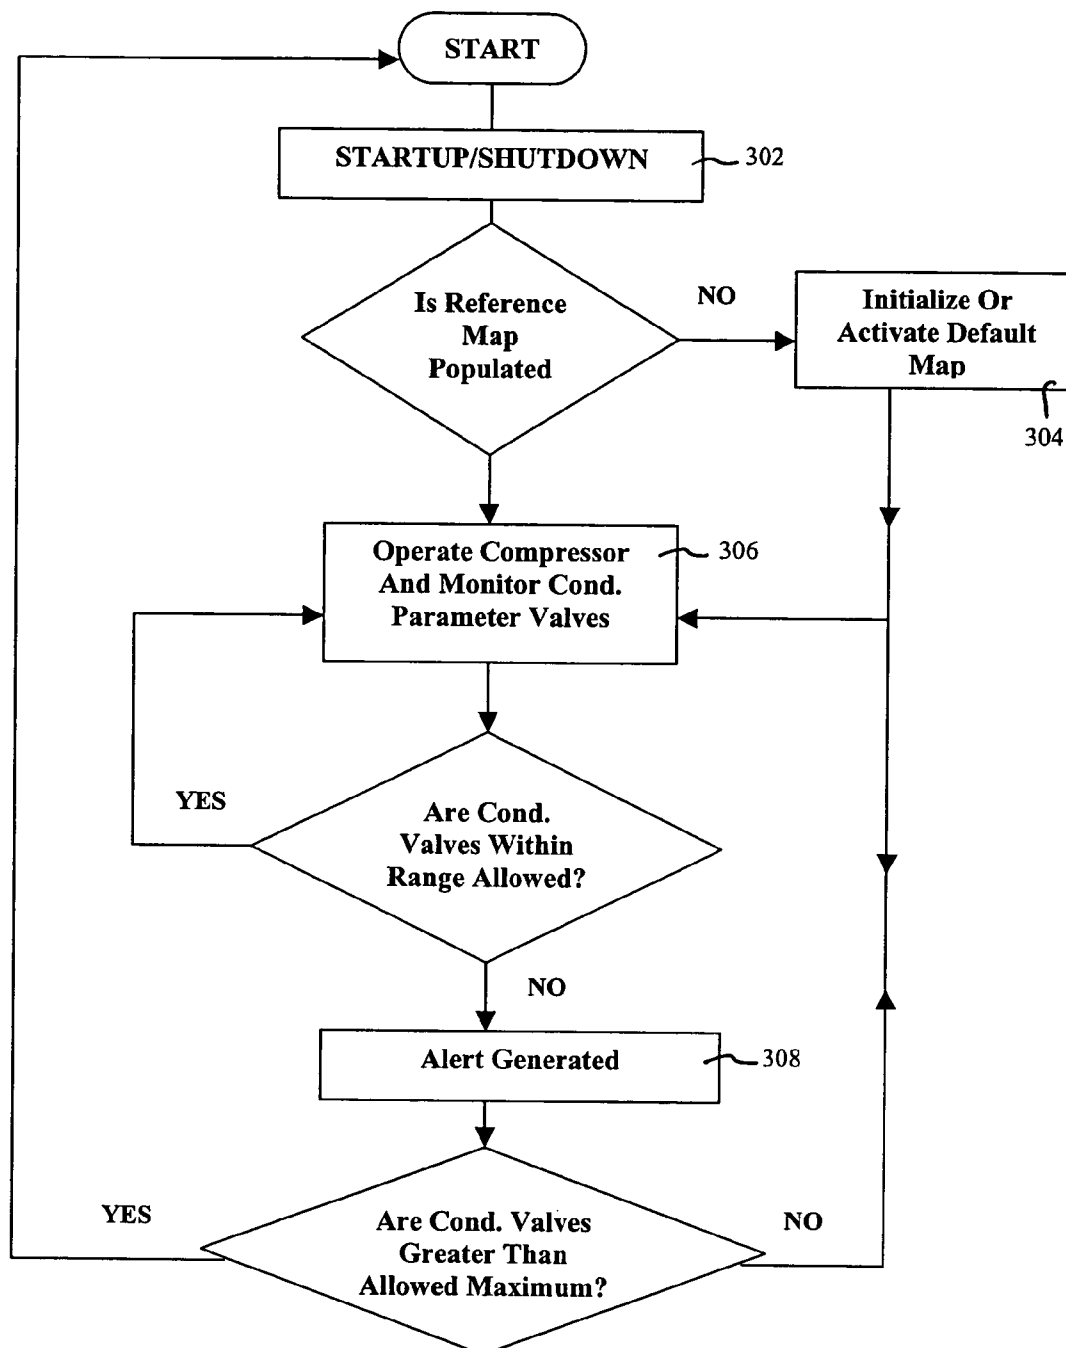 START
STARTUP/SHUTDOWN
302
Is Reference
Map
Populated
NO
Initialize Or
Activate Default
Map
304
Operate Compressor
And Monitor Cond.
Parameter Valves
306
YES
Are Cond.
Valves Within
Range Allowed?
NO
Alert Generated
308
YES
Are Cond. Valves
Greater Than
Allowed Maximum?
NO